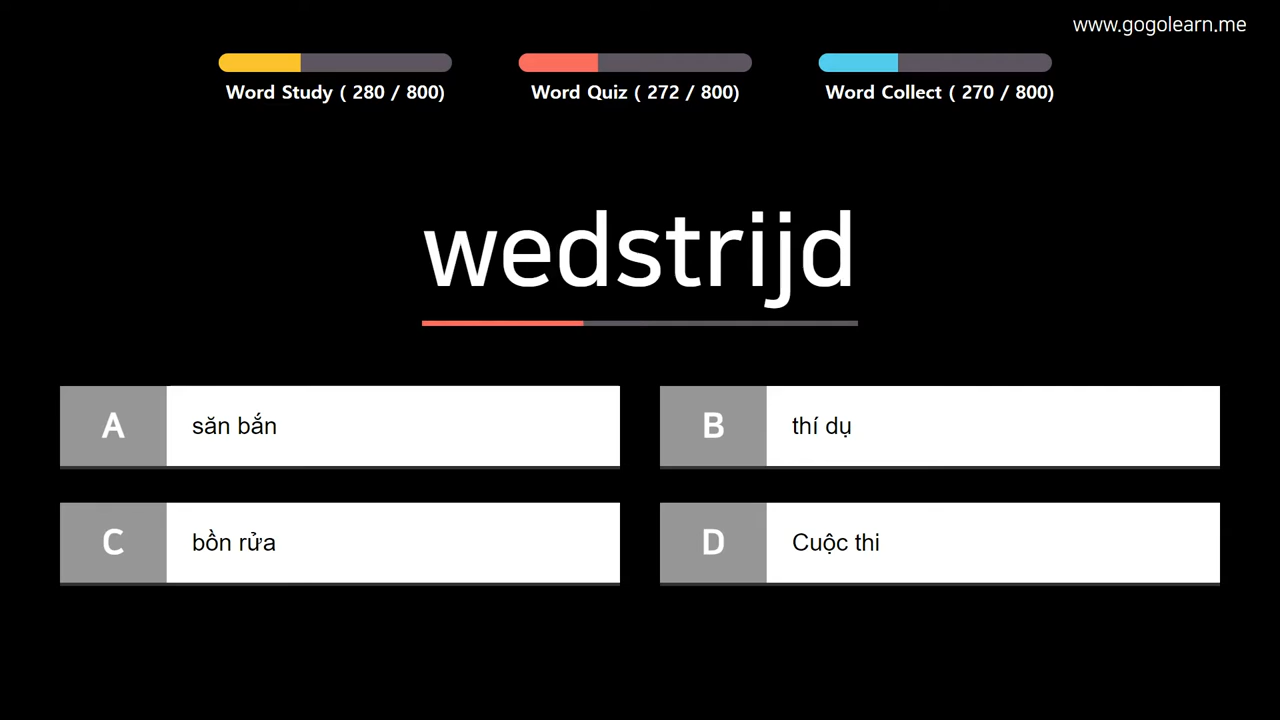 www.gogolearn.me
Word Study ( 280 / 800)
Word Quiz ( 272 / 800)
Word Collect ( 270 / 800)
wedstrijd
A săn bắn
B thí dụ
C bồn rửa
D Cuộc thi